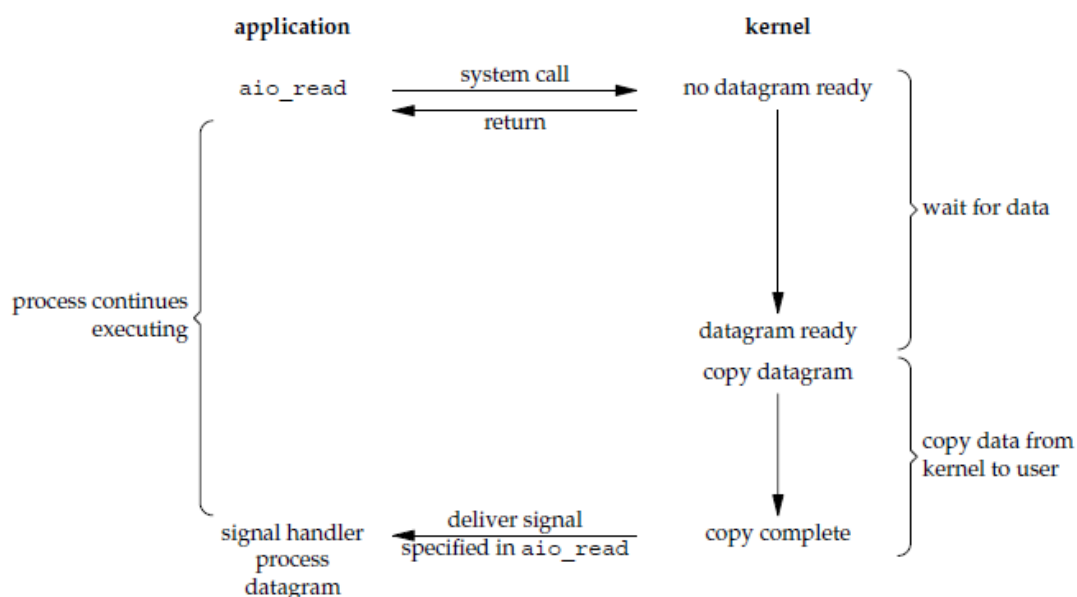 application kernel
aio_read system call no datagram ready
return
wait for data
process continues
executing
datagram ready
copy datagram
copy data from
kernel to user
deliver signal
signal handler specified in aio_read copy complete
process
datagram